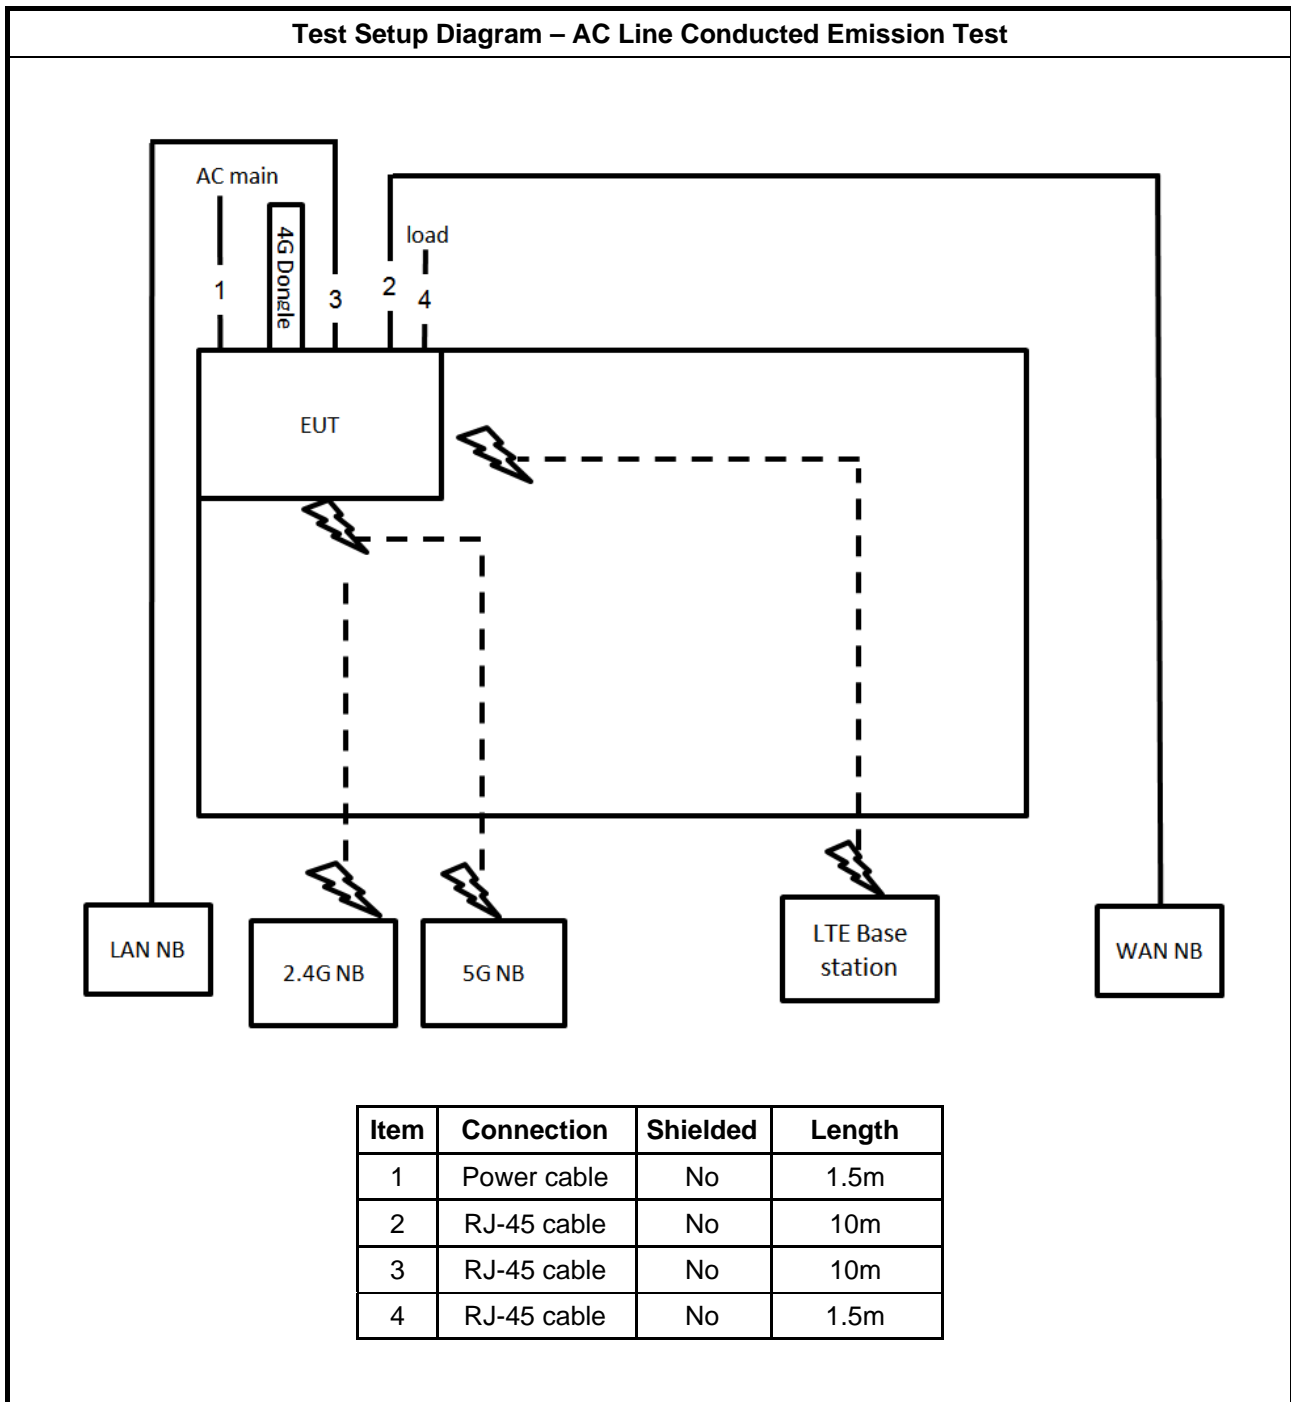 Test Setup Diagram – AC Line Conducted Emission Test
AC main
4G Dongle
load
1
3
2
4
EUT
LAN NB
2.4G NB
5G NB
LTE Base
station
WAN NB
Item Connection Shielded Length
1 Power cable No 1.5m
2 RJ-45 cable No 10m
3 RJ-45 cable No 10m
4 RJ-45 cable No 1.5m